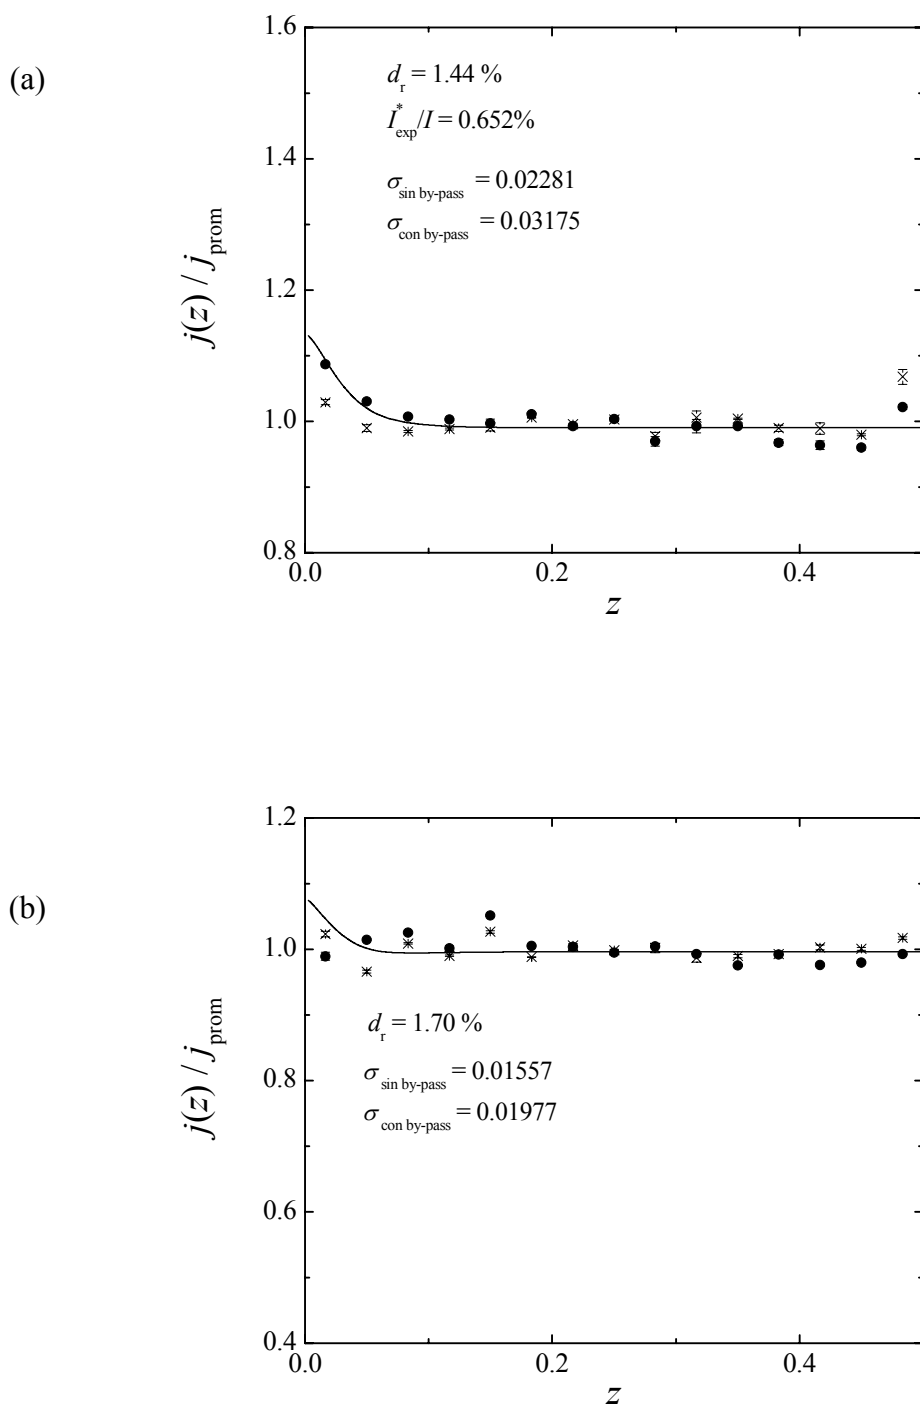 (a)
1.6
1.4
1.2
1.0
0.8
j(z) / j_prom
d_r = 1.44 %
I*_exp/I = 0.652%
σ_sin by-pass = 0.02281
σ_con by-pass = 0.03175
0.0 0.2 0.4
z
(b)
1.2
1.0
0.8
0.6
0.4
j(z) / j_prom
d_r = 1.70 %
σ_sin by-pass = 0.01557
σ_con by-pass = 0.01977
0.0 0.2 0.4
z